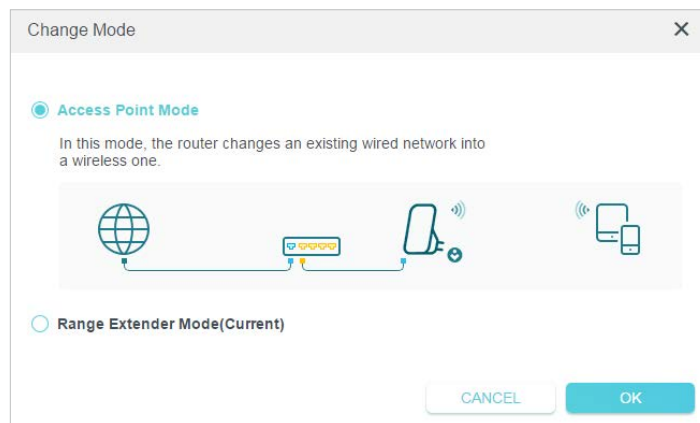 Change Mode
Access Point Mode
In this mode, the router changes an existing wired network into
a wireless one.
Range Extender Mode(Current)
CANCEL
OK